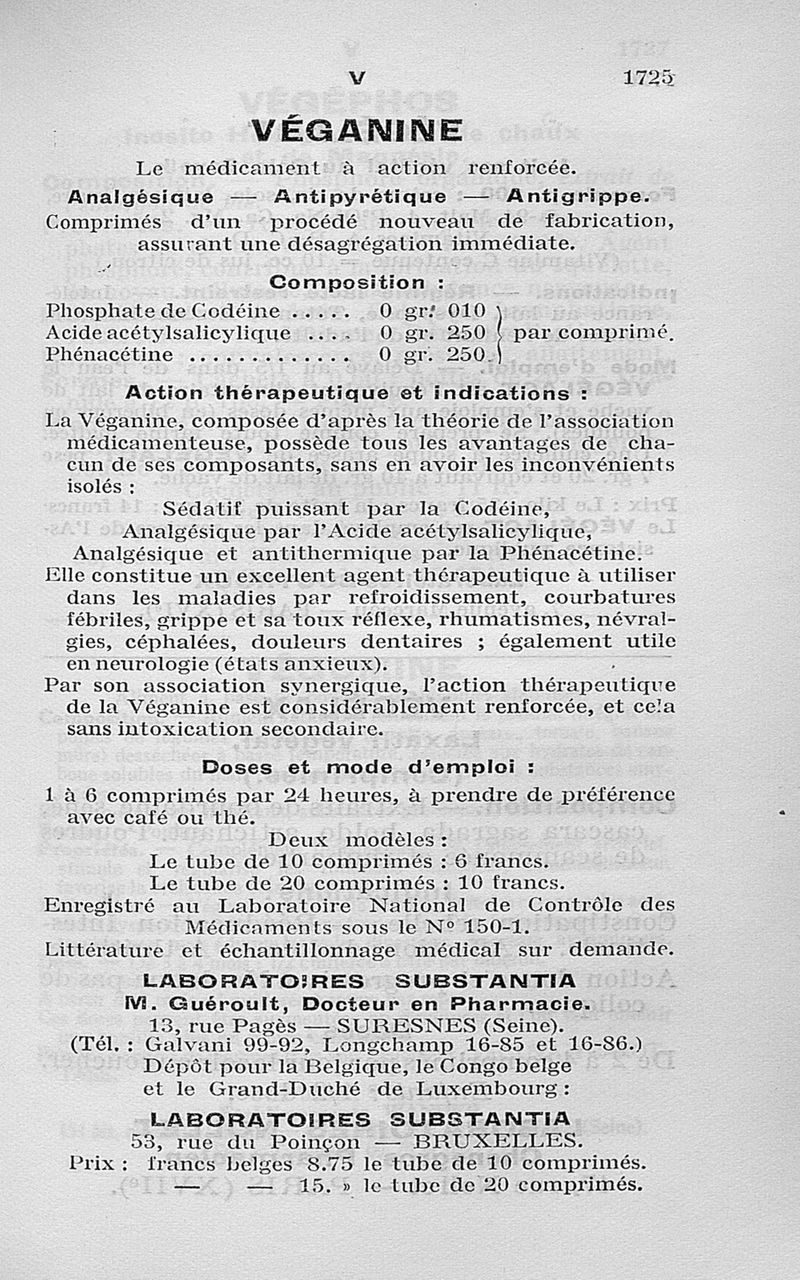 V 1725
VÉGANINE
Le médicament à action renforcée.
Analgésique — Antipyrétique — Antigrippe.
Comprimés d'un procédé nouveau de fabrication,
assurant une désagrégation immédiate.
Composition :
Phosphate de Codéine ..... 0 gr. 010
Acide acétylsalicylique .... 0 gr. 250 } par comprimé.
Phénacétine ............. 0 gr. 250.
Action thérapeutique et indications :
La Véganine, composée d'après la théorie de l'association
médicamenteuse, possède tous les avantages de cha-
cun de ses composants, sans en avoir les inconvénients
isolés :
Sédatif puissant par la Codéine,
Analgésique par l'Acide acétylsalicylique,
Analgésique et antithermique par la Phénacétine.
Elle constitue un excellent agent thérapeutique à utiliser
dans les maladies par refroidissement, courbatures
fébriles, grippe et sa toux réflexe, rhumatismes, névral-
gies, céphalées, douleurs dentaires ; également utile
en neurologie (états anxieux).
Par son association synergique, l'action thérapeutique
de la Véganine est considérablement renforcée, et cela
sans intoxication secondaire.
Doses et mode d'emploi :
1 à 6 comprimés par 24 heures, à prendre de préférence
avec café ou thé.
Deux modèles :
Le tube de 10 comprimés : 6 francs.
Le tube de 20 comprimés : 10 francs.
Enregistré au Laboratoire National de Contrôle des
Médicaments sous le N° 150-1.
Littérature et échantillonnage médical sur demande.
LABORATOIRES SUBSTANTIA
M. Guéroult, Docteur en Pharmacie.
13, rue Pagès — SURESNES (Seine).
(Tél. : Galvani 99-92, Longchamp 16-85 et 16-86.)
Dépôt pour la Belgique, le Congo belge
et le Grand-Duché de Luxembourg :
LABORATOIRES SUBSTANTIA
53, rue du Poinçon — BRUXELLES.
Prix : francs belges 8.75 le tube de 10 comprimés.
— — 15. » le tube de 20 comprimés.